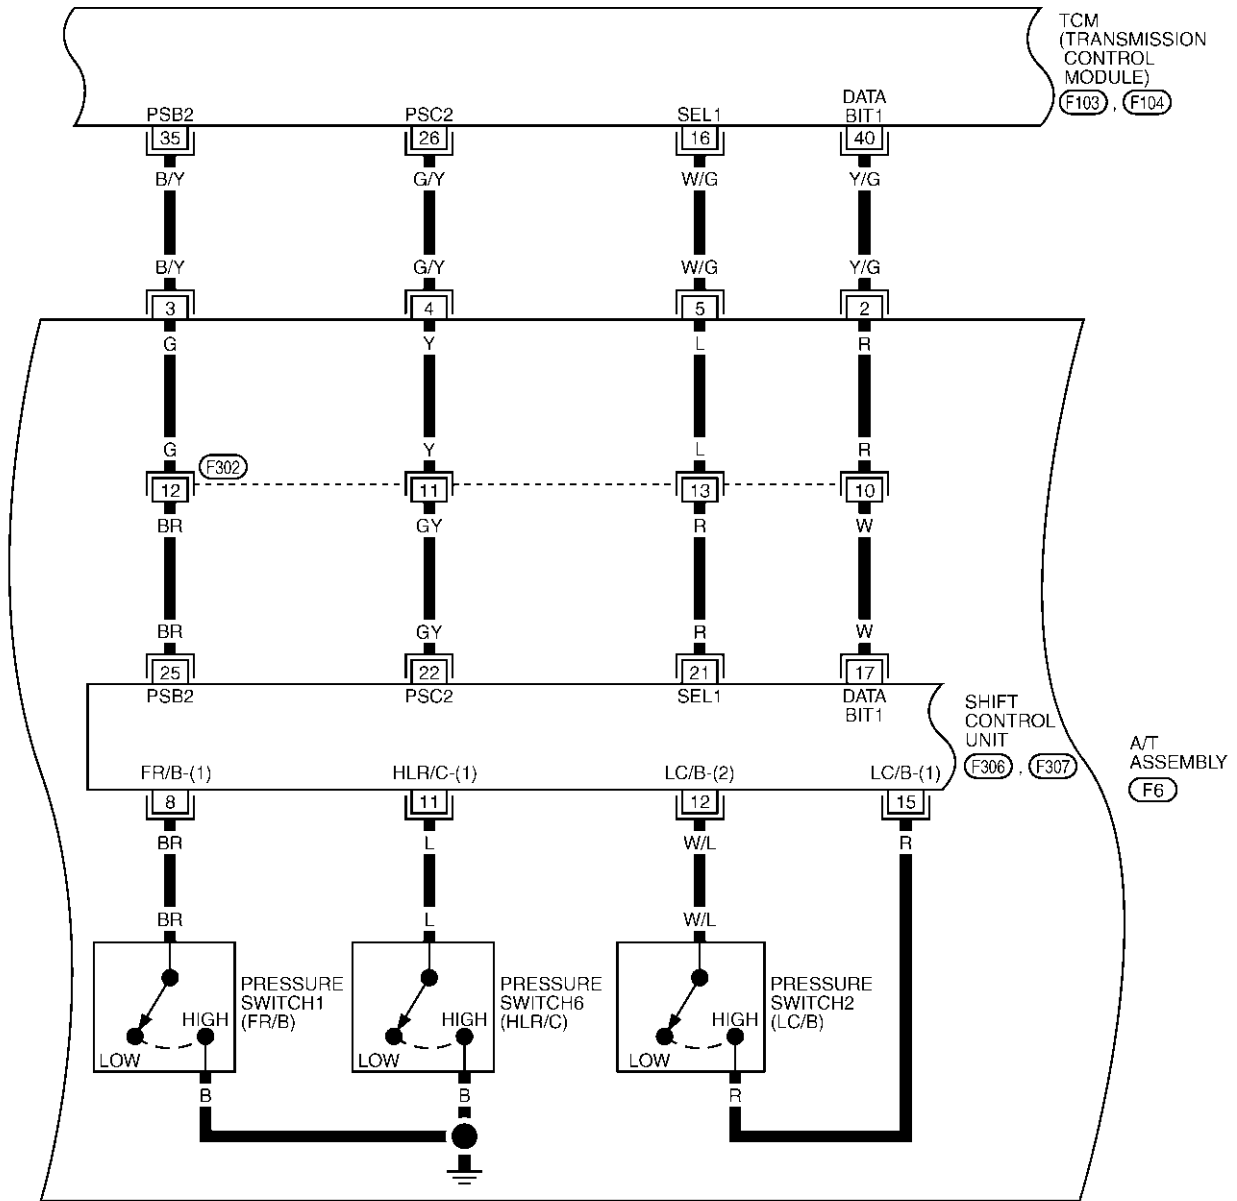 TCM
(TRANSMISSION
CONTROL
MODULE)
F103 , F104
PSB2 PSC2 SEL1 DATA
BIT1
35 26 16 40
B/Y G/Y W/G Y/G
B/Y G/Y W/G Y/G
3 4 5 2
G Y L R
G Y L R
F302
12 11 13 10
BR GY R W
BR GY R W
25 22 21 17
PSB2 PSC2 SEL1 DATA
BIT1
SHIFT
CONTROL
UNIT
F306 , F307
A/T
ASSEMBLY
F6
FR/B-(1) HLR/C-(1) LC/B-(2) LC/B-(1)
8 11 12 15
BR L W/L R
BR L W/L
PRESSURE
SWITCH1
(FR/B)
LOW HIGH
PRESSURE
SWITCH6
(HLR/C)
LOW HIGH
PRESSURE
SWITCH2
(LC/B)
LOW HIGH
B B R